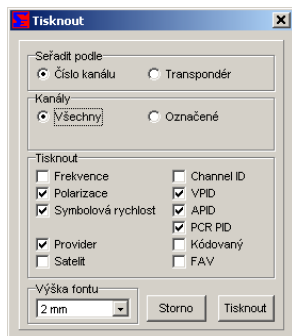 Tisknout
Seřadit podle
Číslo kanálu Transpondér
Kanály
Všechny Označené
Tisknout
Frekvence Channel ID
Polarizace VPID
Symbolová rychlost APID
PCR PID
Provider Kódovaný
Satelit FAV
Výška fontu
2 mm Storno Tisknout